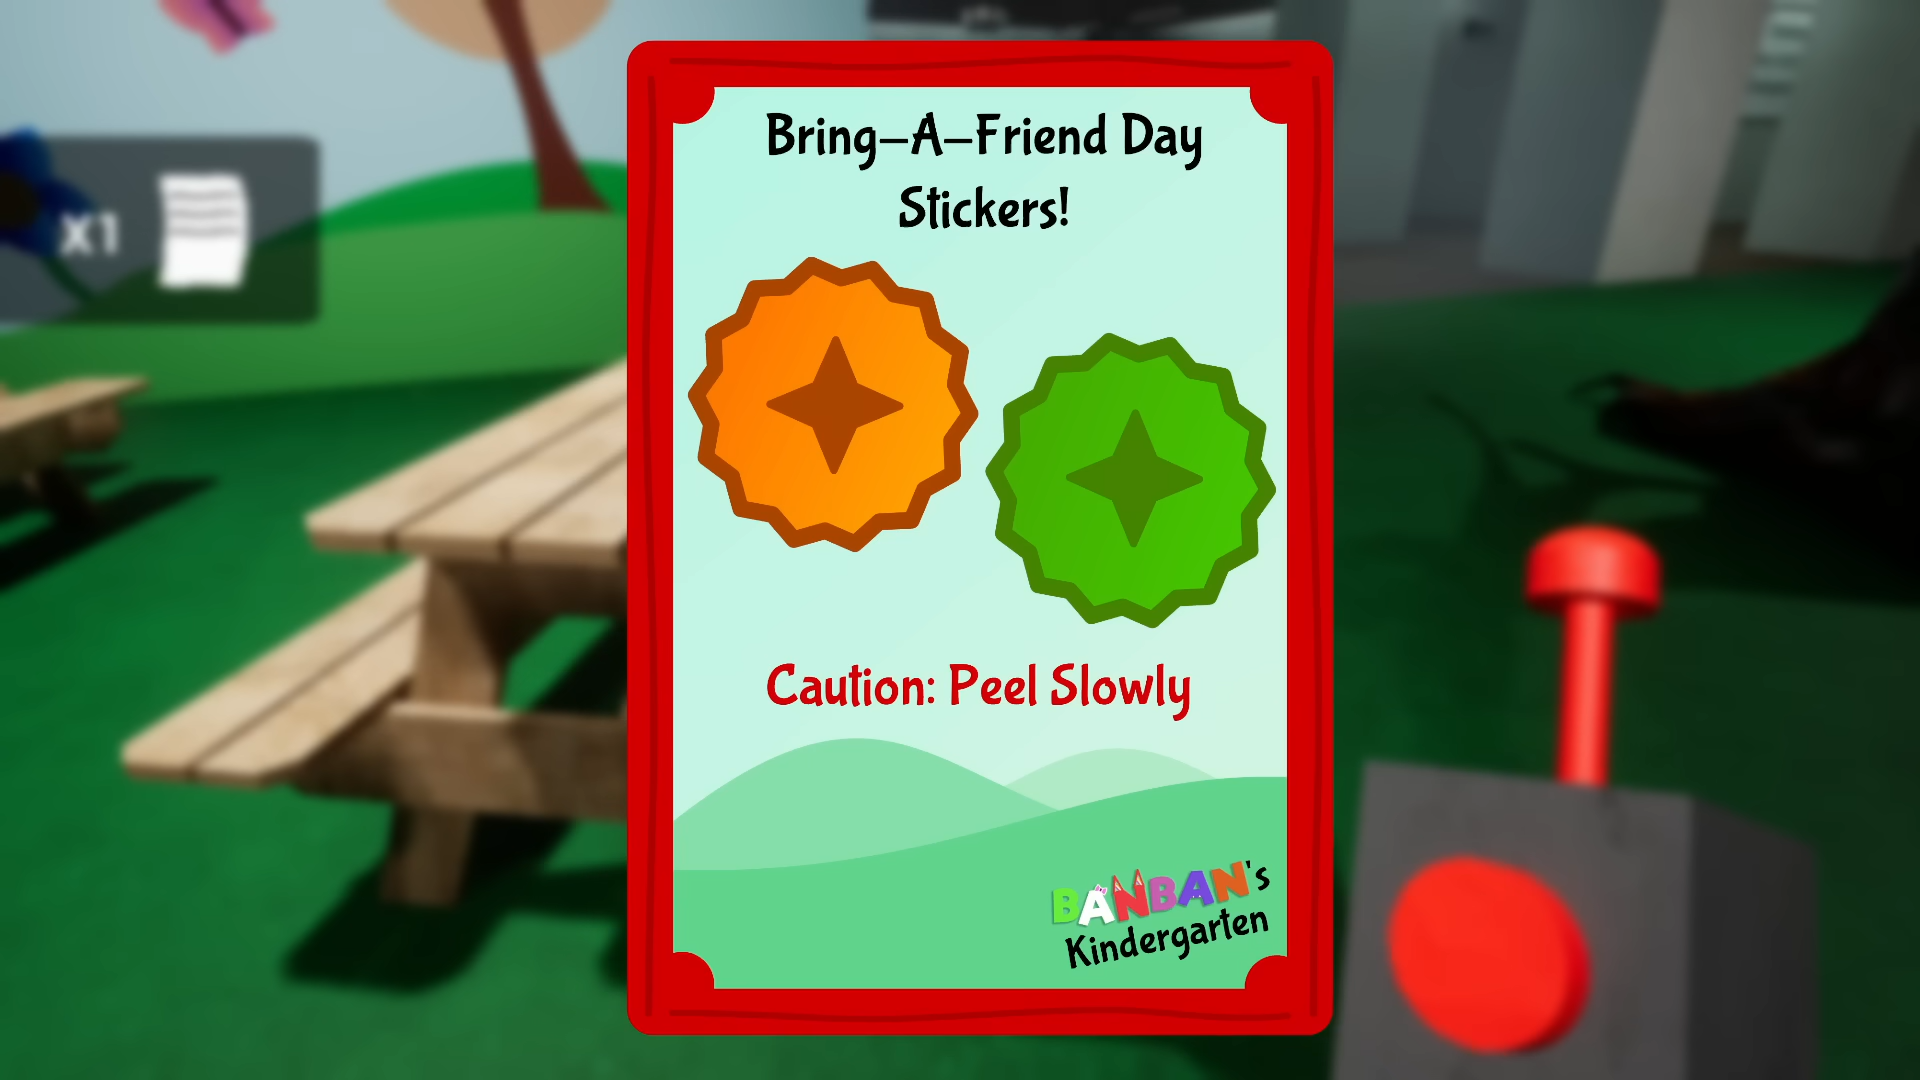 Bring-A-Friend Day
Stickers!
x1
Caution: Peel Slowly
BANBAN's
Kindergarten